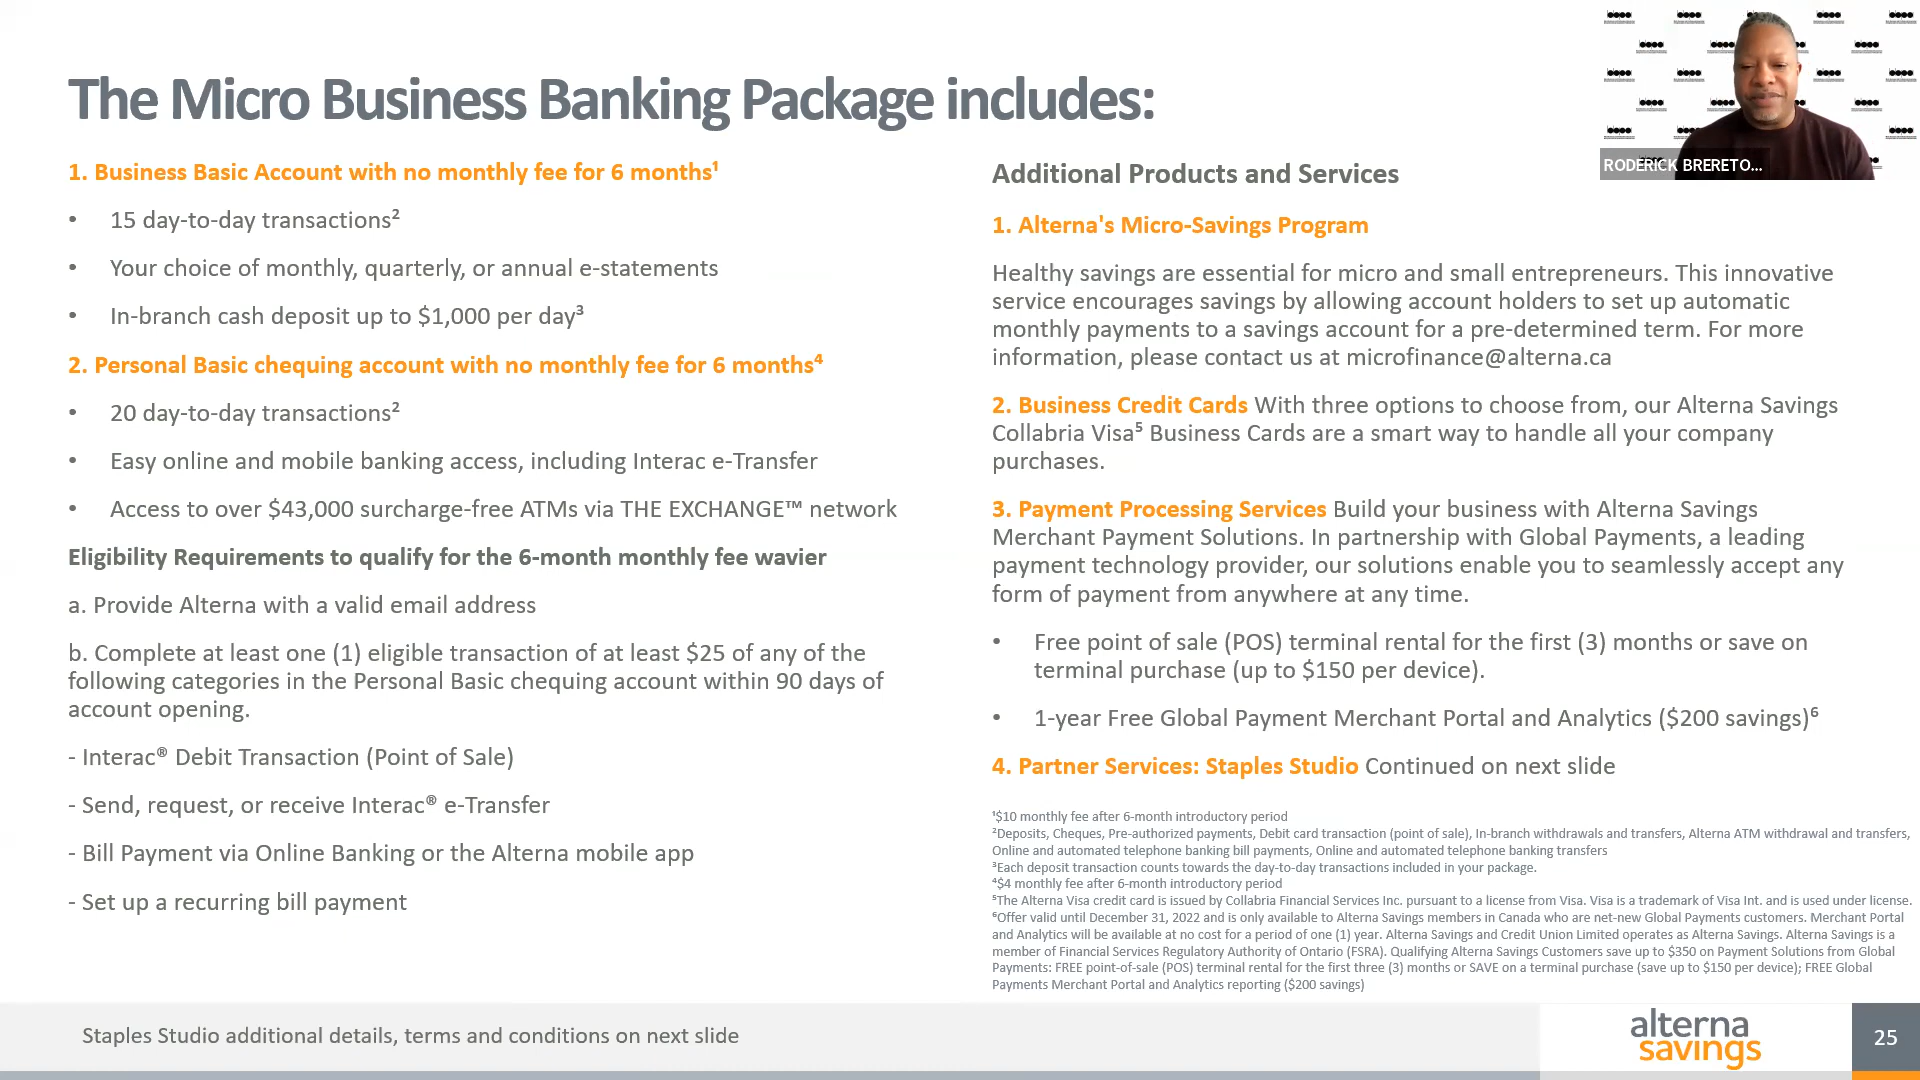 The Micro Business Banking Package includes:
1. Business Basic Account with no monthly fee for 6 months¹
• 15 day-to-day transactions²
• Your choice of monthly, quarterly, or annual e-statements
• In-branch cash deposit up to $1,000 per day³
2. Personal Basic chequing account with no monthly fee for 6 months⁴
• 20 day-to-day transactions²
• Easy online and mobile banking access, including Interac e-Transfer
• Access to over $43,000 surcharge-free ATMs via THE EXCHANGE™ network
Eligibility Requirements to qualify for the 6-month monthly fee wavier
a. Provide Alterna with a valid email address
b. Complete at least one (1) eligible transaction of at least $25 of any of the
following categories in the Personal Basic chequing account within 90 days of
account opening.
- Interac® Debit Transaction (Point of Sale)
- Send, request, or receive Interac® e-Transfer
- Bill Payment via Online Banking or the Alterna mobile app
- Set up a recurring bill payment
Additional Products and Services
1. Alterna's Micro-Savings Program
Healthy savings are essential for micro and small entrepreneurs. This innovative
service encourages savings by allowing account holders to set up automatic
monthly payments to a savings account for a pre-determined term. For more
information, please contact us at microfinance@alterna.ca
2. Business Credit Cards With three options to choose from, our Alterna Savings
Collabria Visa⁵ Business Cards are a smart way to handle all your company
purchases.
3. Payment Processing Services Build your business with Alterna Savings
Merchant Payment Solutions. In partnership with Global Payments, a leading
payment technology provider, our solutions enable you to seamlessly accept any
form of payment from anywhere at any time.
• Free point of sale (POS) terminal rental for the first (3) months or save on
terminal purchase (up to $150 per device).
• 1-year Free Global Payment Merchant Portal and Analytics ($200 savings)⁶
4. Partner Services: Staples Studio Continued on next slide
¹$10 monthly fee after 6-month introductory period
²Deposits, Cheques, Pre-authorized payments, Debit card transaction (point of sale), In-branch withdrawals and transfers, Alterna ATM withdrawal and transfers,
Online and automated telephone banking bill payments, Online and automated telephone banking transfers
³Each deposit transaction counts towards the day-to-day transactions included in your package.
⁴$4 monthly fee after 6-month introductory period
⁵The Alterna Visa credit card is issued by Collabria Financial Services Inc. pursuant to a license from Visa. Visa is a trademark of Visa Int. and is used under license.
⁶Offer valid until December 31, 2022 and is only available to Alterna Savings members in Canada who are net-new Global Payments customers. Merchant Portal
and Analytics will be available at no cost for a period of one (1) year. Alterna Savings and Credit Union Limited operates as Alterna Savings. Alterna Savings is a
member of Financial Services Regulatory Authority of Ontario (FSRA). Qualifying Alterna Savings Customers save up to $350 on Payment Solutions from Global
Payments: FREE point-of-sale (POS) terminal rental for the first three (3) months or SAVE on a terminal purchase (save up to $150 per device); FREE Global
Payments Merchant Portal and Analytics reporting ($200 savings)
RODERICK BRERETO...
Staples Studio additional details, terms and conditions on next slide
alterna
savings
25